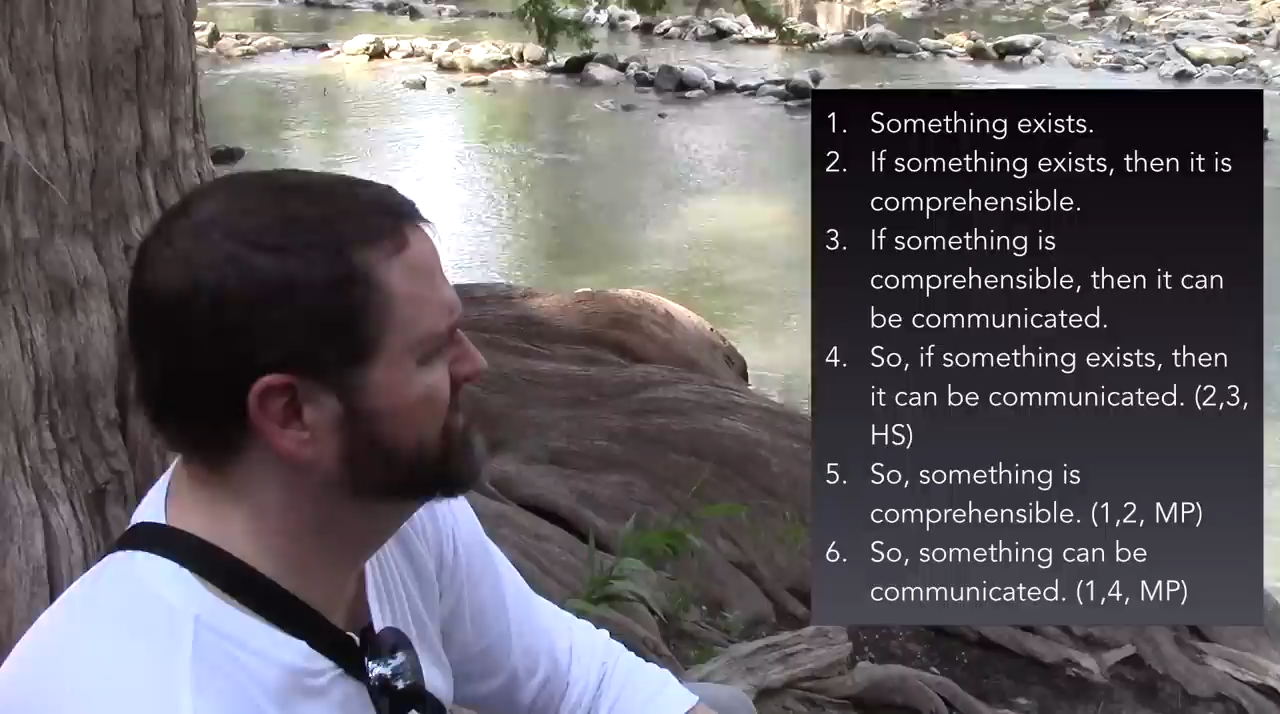 1. Something exists.
2. If something exists, then it is
comprehensible.
3. If something is
comprehensible, then it can
be communicated.
4. So, if something exists, then
it can be communicated. (2,3,
HS)
5. So, something is
comprehensible. (1,2, MP)
6. So, something can be
communicated. (1,4, MP)